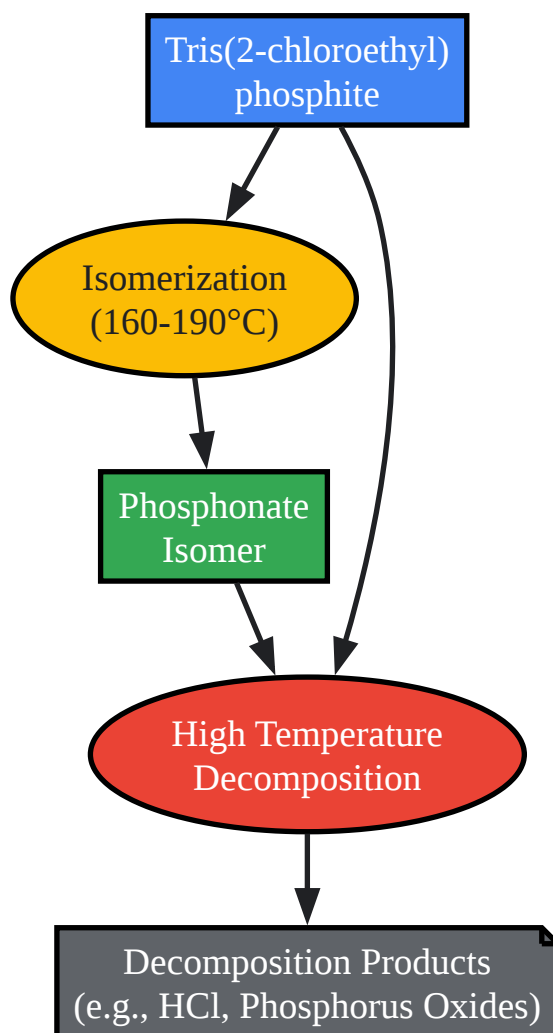 Tris(2-chloroethyl)
phosphite
Isomerization
(160-190°C)
Phosphonate
Isomer
High Temperature
Decomposition
Decomposition Products
(e.g., HCl, Phosphorus Oxides)